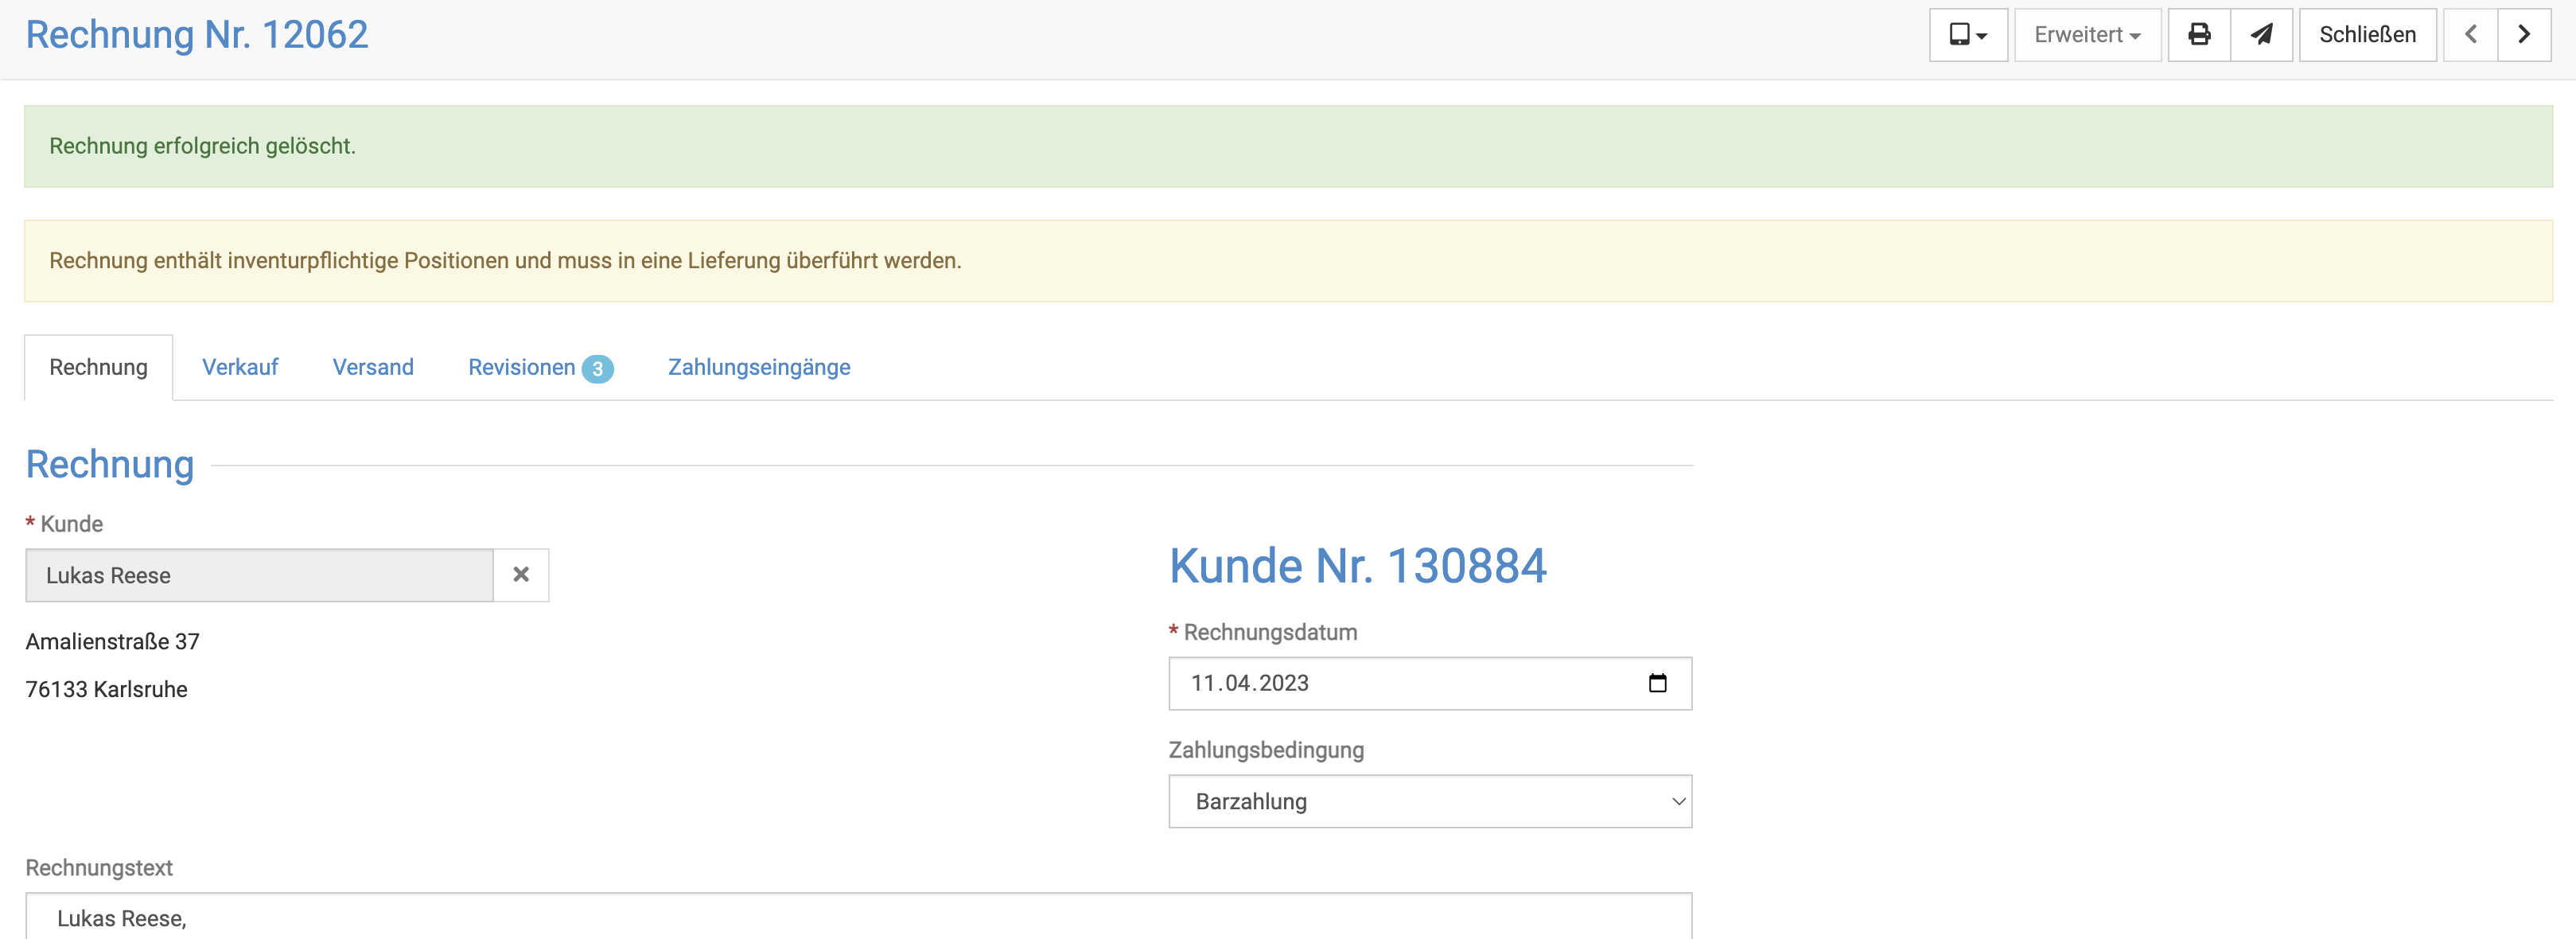 Rechnung Nr. 12062
Erweitert
Schließen
Rechnung erfolgreich gelöscht.
Rechnung enthält inventurpflichtige Positionen und muss in eine Lieferung überführt werden.
Rechnung Verkauf Versand Revisionen 3 Zahlungseingänge
Rechnung
* Kunde
Lukas Reese
Amalienstraße 37
76133 Karlsruhe
Kunde Nr. 130884
* Rechnungsdatum
11.04.2023
Zahlungsbedingung
Barzahlung
Rechnungstext
Lukas Reese,